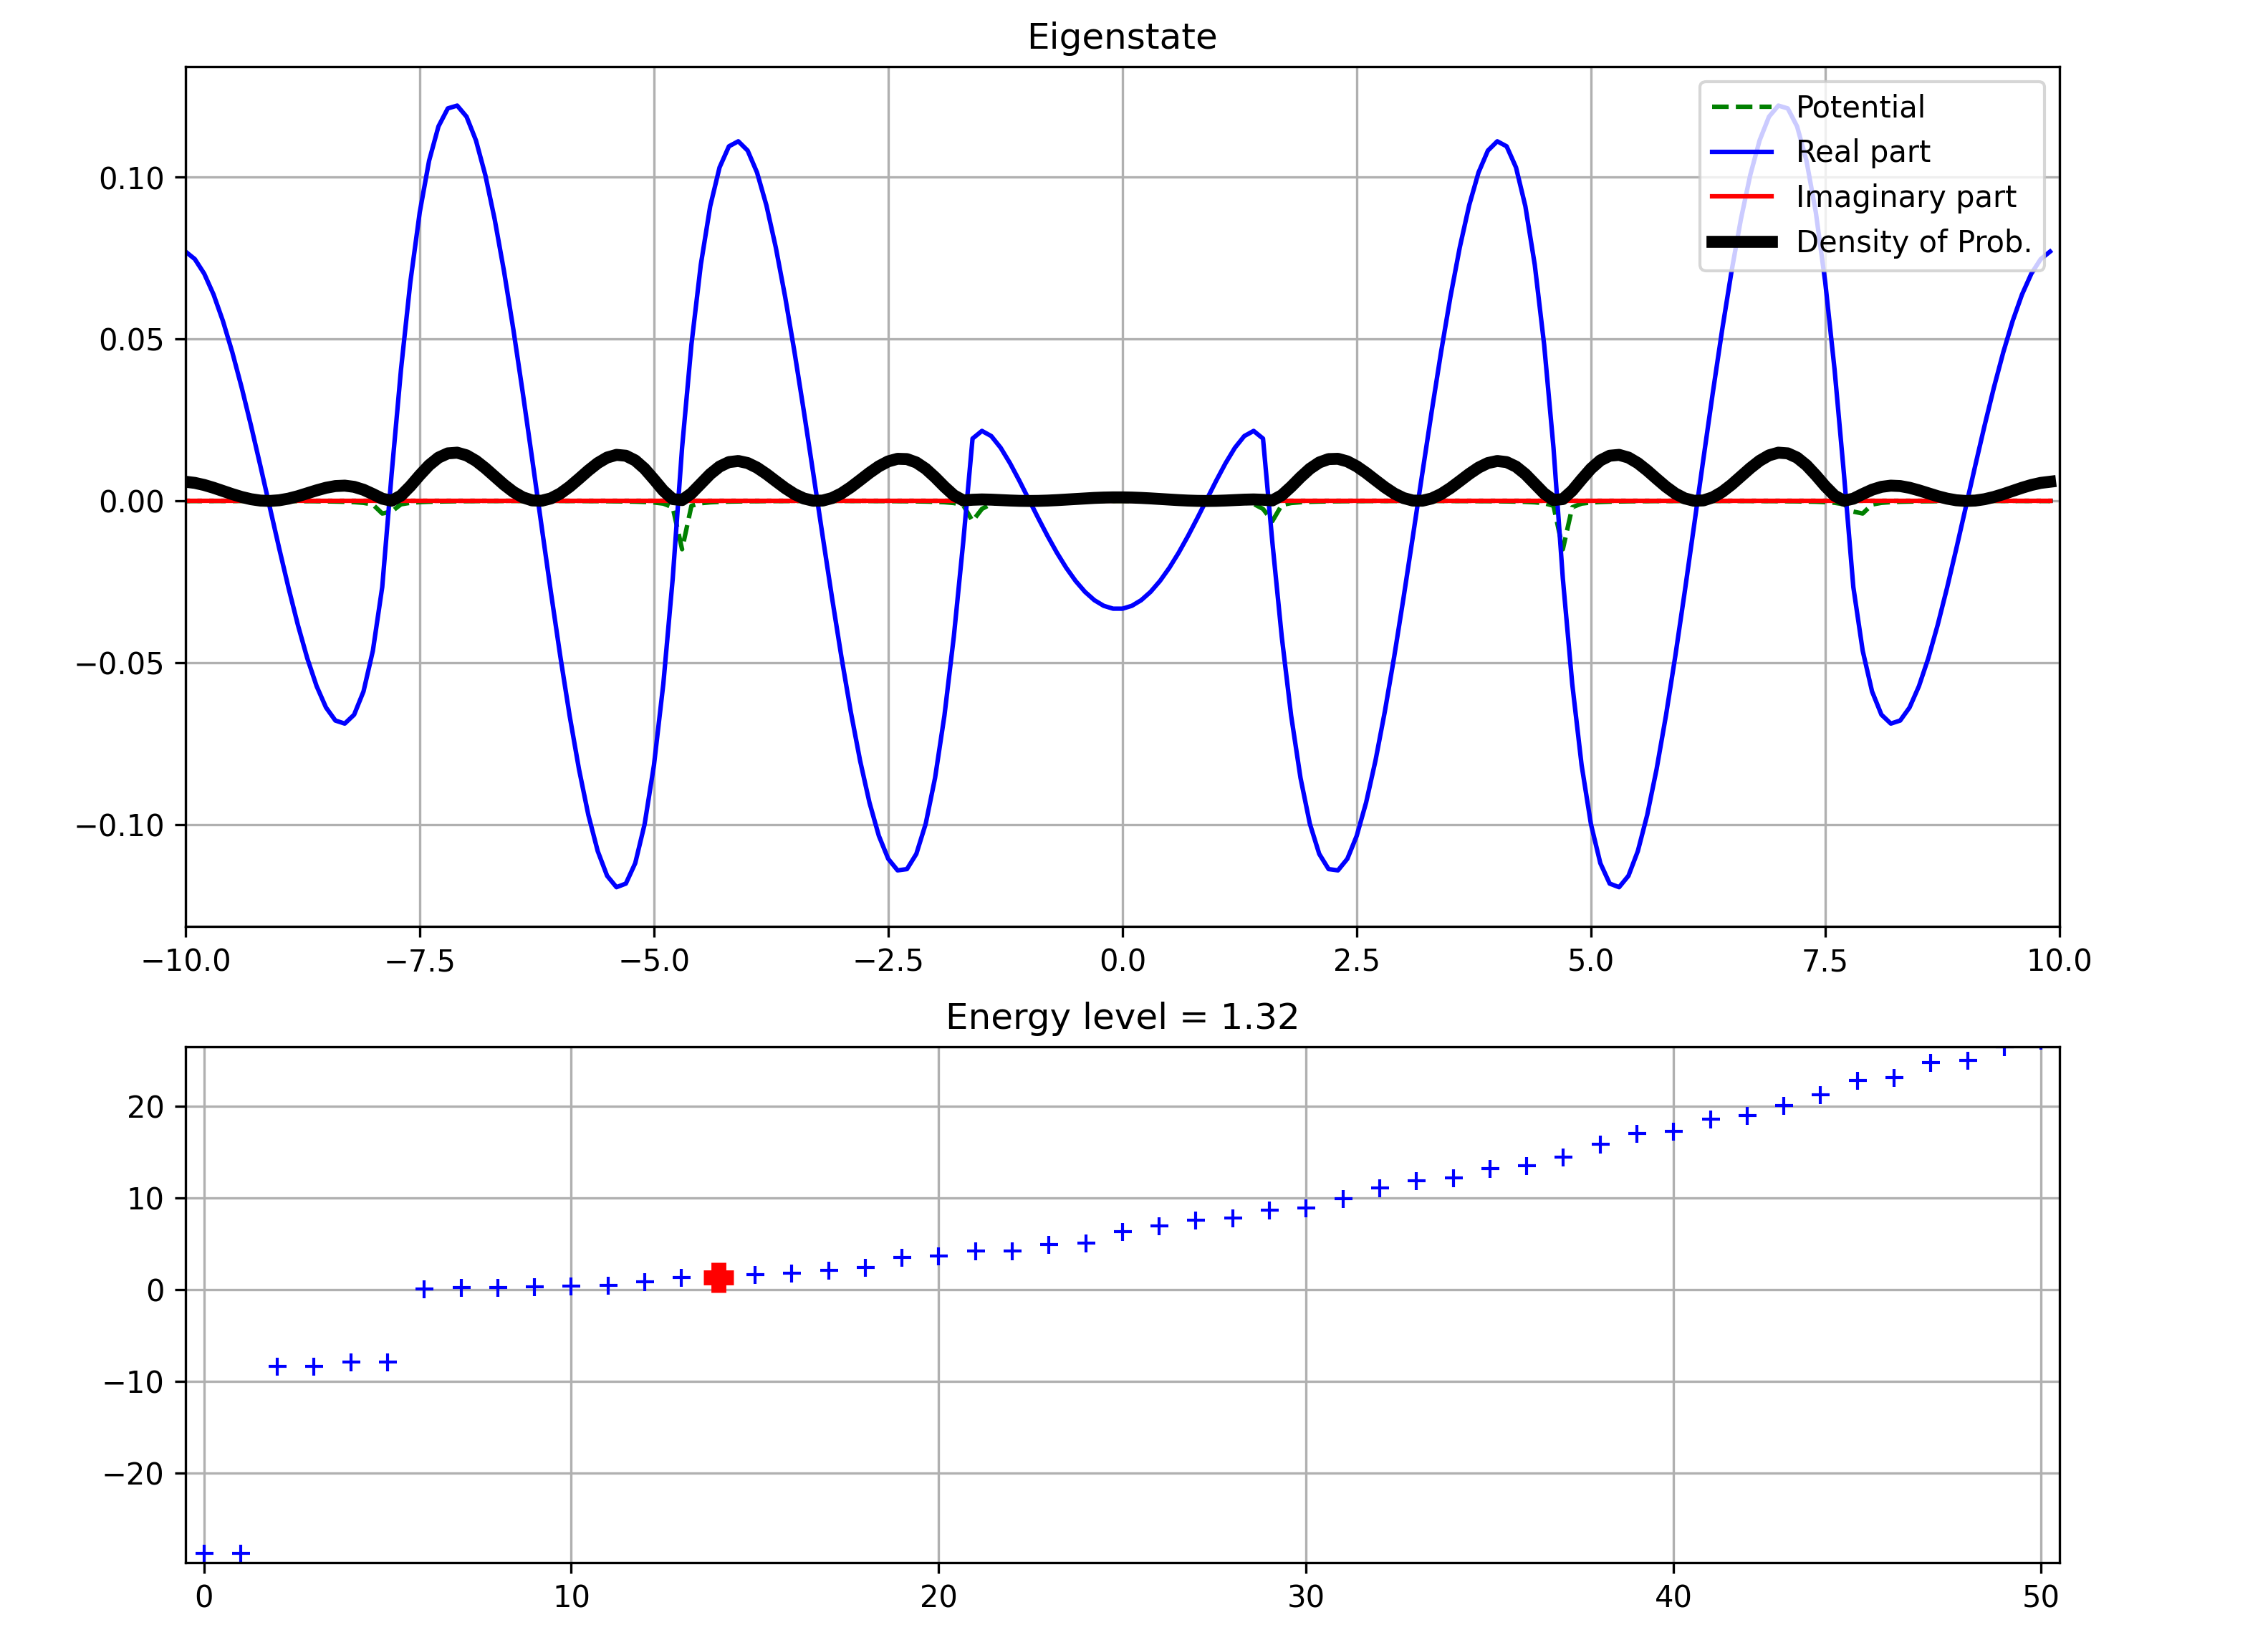 Eigenstate
Potential
Real part
Imaginary part
Density of Prob.
0.10
0.05
0.00
−0.05
−0.10
−10.0 −7.5 −5.0 −2.5 0.0 2.5 5.0 7.5 10.0
Energy level = 1.32
20
10
0
−10
−20
0 10 20 30 40 50